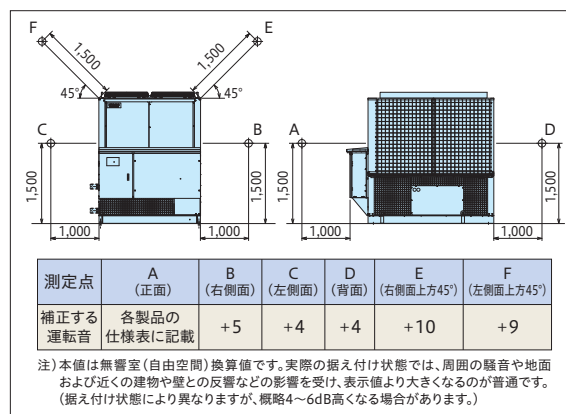 F
E
1,500
1,500
45°
45°
C
B
A
D
1,500
1,500
1,500
1,500
1,000
1,000
1,000
1,000
測定点 A（正面） B（右側面） C（左側面） D（背面） E（右側面上方45°） F（左側面上方45°）
補正する運転音 各製品の仕様表に記載 +5 +4 +4 +10 +9
注）本値は無響室（自由空間）換算値です。実際の据え付け状態では、周囲の騒音や地面
および近くの建物や壁との反響などの影響を受け、表示値より大きくなるのが普通です。
（据え付け状態により異なりますが、概略4～6dB高くなる場合があります。）